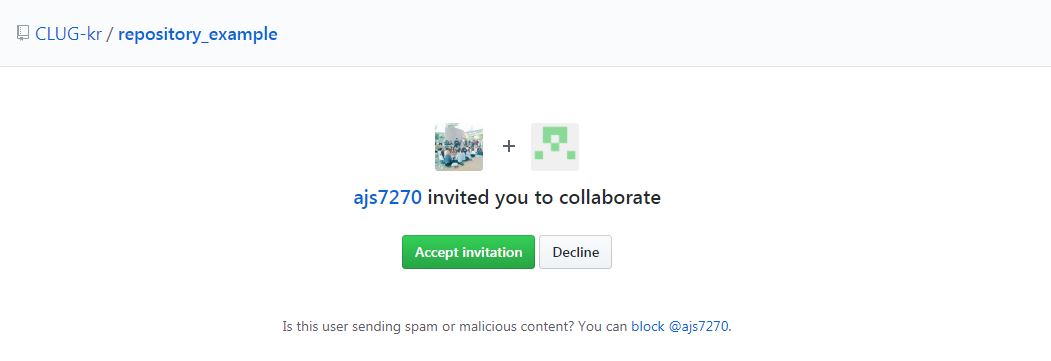 CLUG-kr / repository_example
+
ajs7270 invited you to collaborate
Accept invitation Decline
Is this user sending spam or malicious content? You can block @ajs7270.